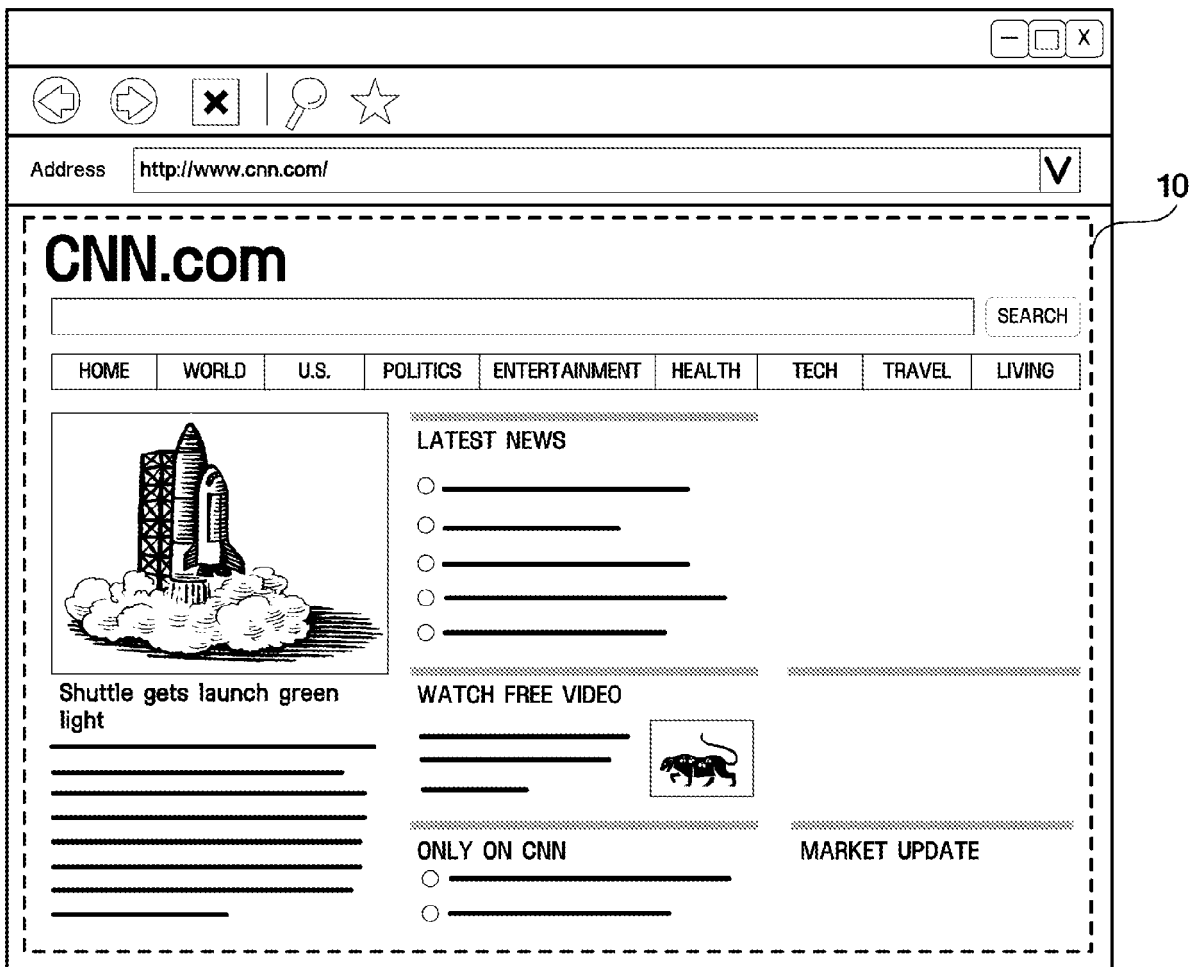 X
Address http://www.cnn.com/ V
10
CNN.com
SEARCH
HOME WORLD U.S. POLITICS ENTERTAINMENT HEALTH TECH TRAVEL LIVING
LATEST NEWS
Shuttle gets launch green
light
WATCH FREE VIDEO
ONLY ON CNN
MARKET UPDATE